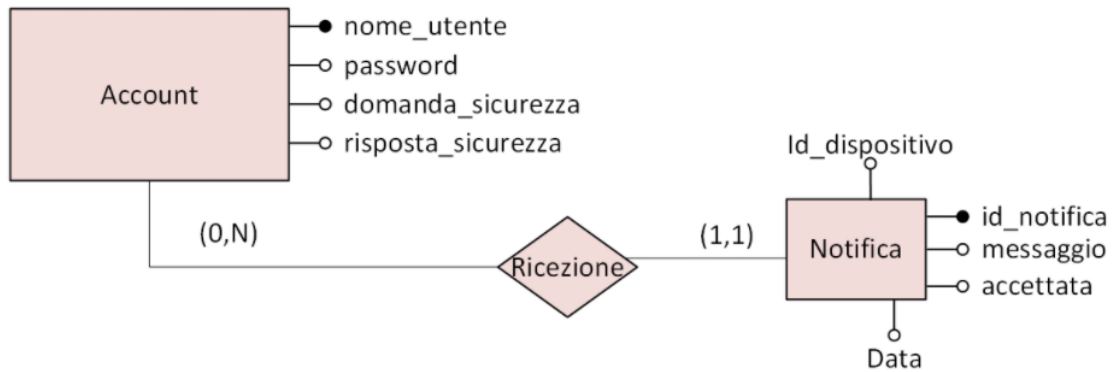 nome_utente
password
Account
domanda_sicurezza
risposta_sicurezza
Id_dispositivo
(0,N)
(1,1)
id_notifica
Notifica
messaggio
Ricezione
accettata
Data